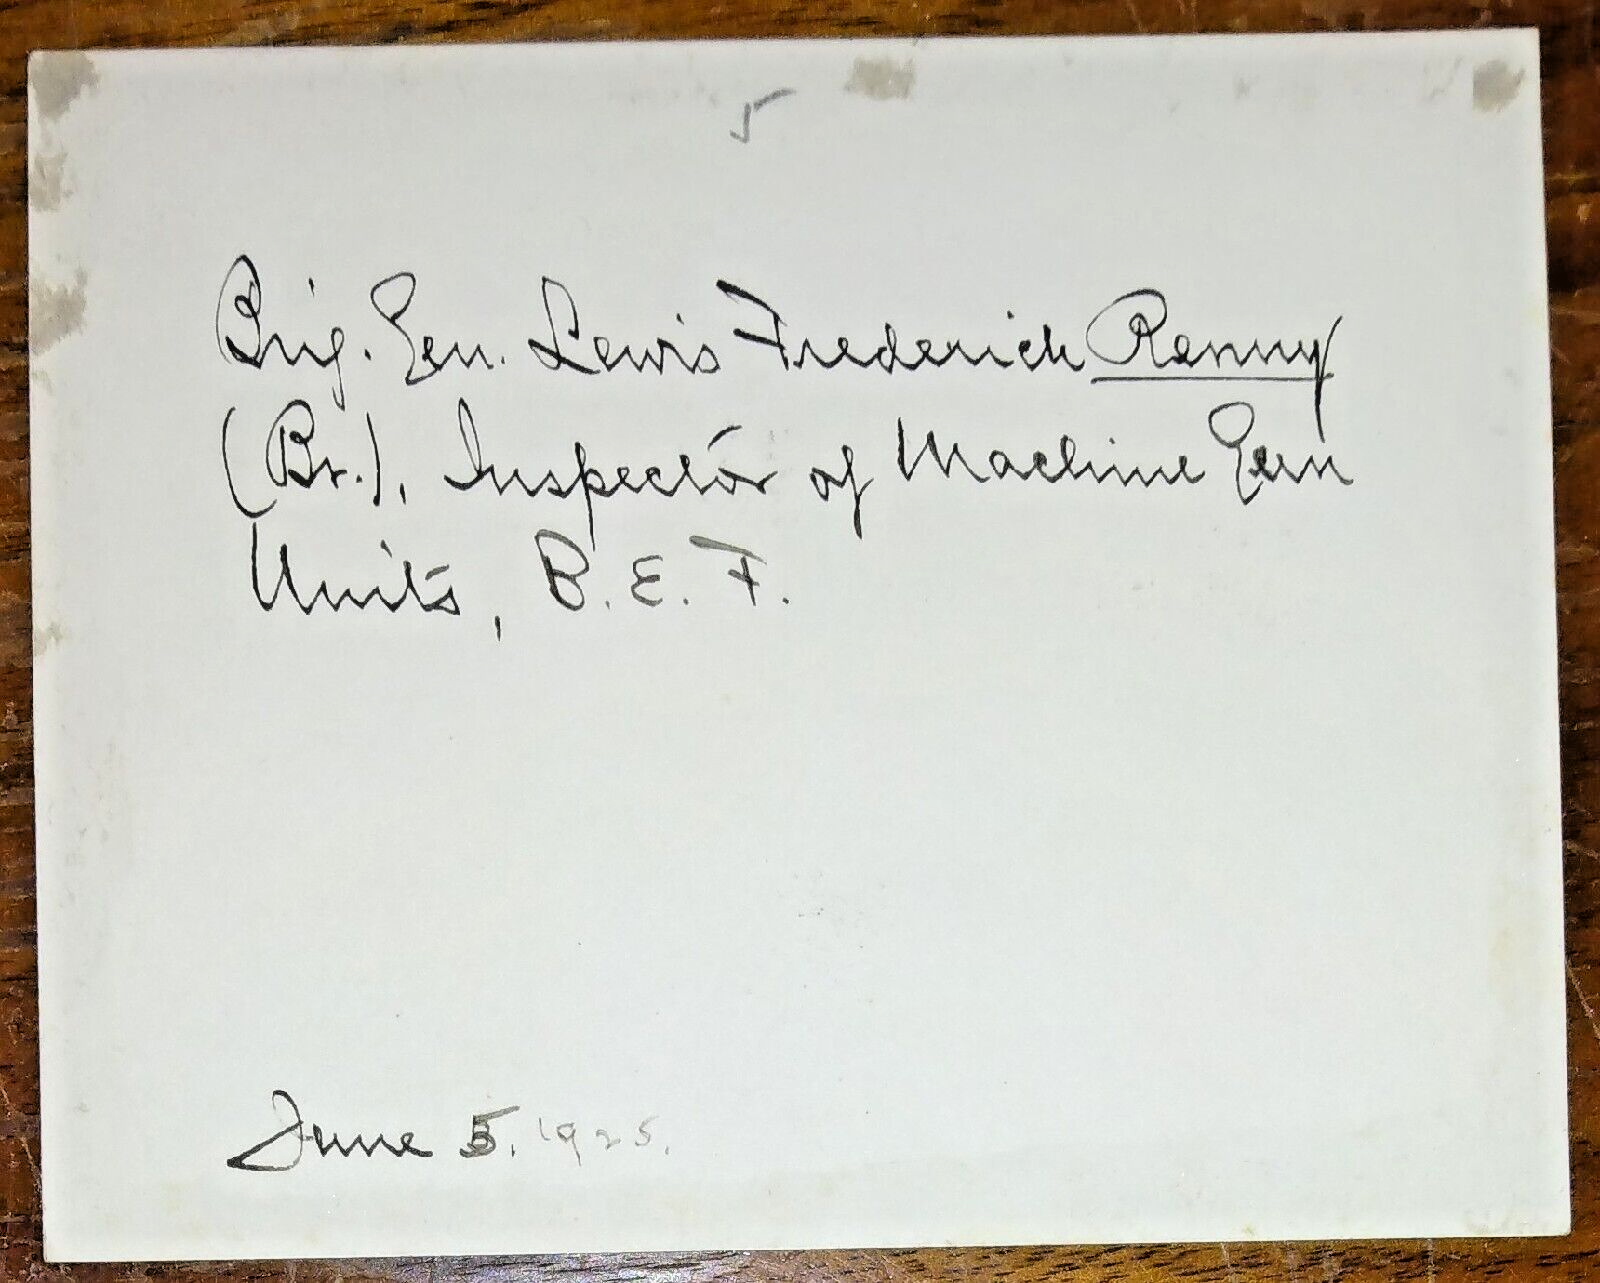 5
Brig. Gen. Lewis Frederick Renny
(Br.), Inspector of Machine Gun
Units, B. E. F.
June 5. 1925.